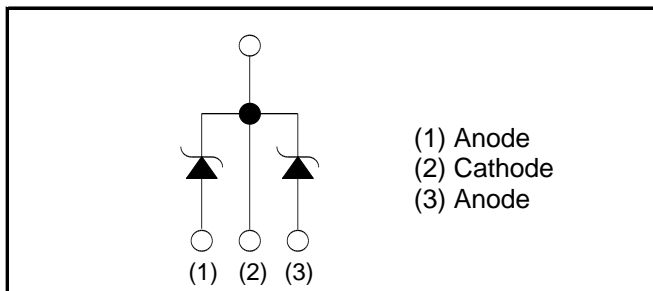 (1) Anode
(2) Cathode
(3) Anode
(1) (2) (3)